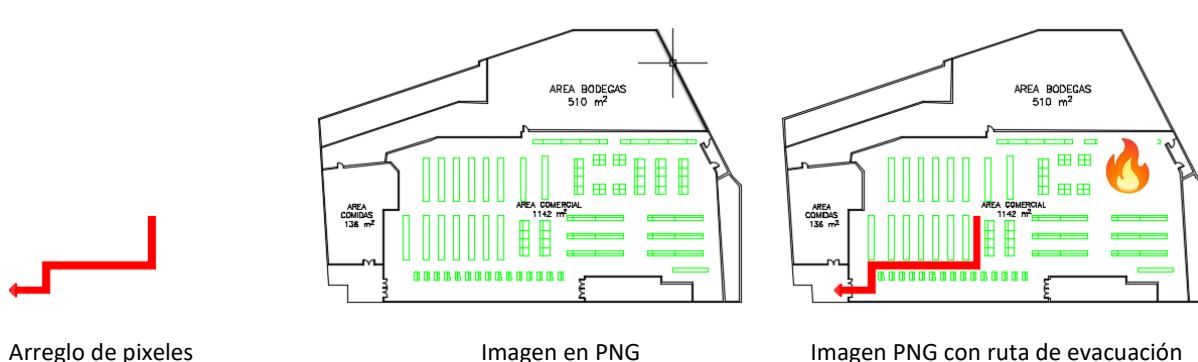 AREA BODEGAS
510 m²
AREA COMERCIAL
1142 m²
AREA
COMIDAS
136 m²
AREA BODEGAS
510 m²
AREA COMERCIAL
1142 m²
AREA
COMIDAS
136 m²
Arreglo de pixeles
Imagen en PNG
Imagen PNG con ruta de evacuación